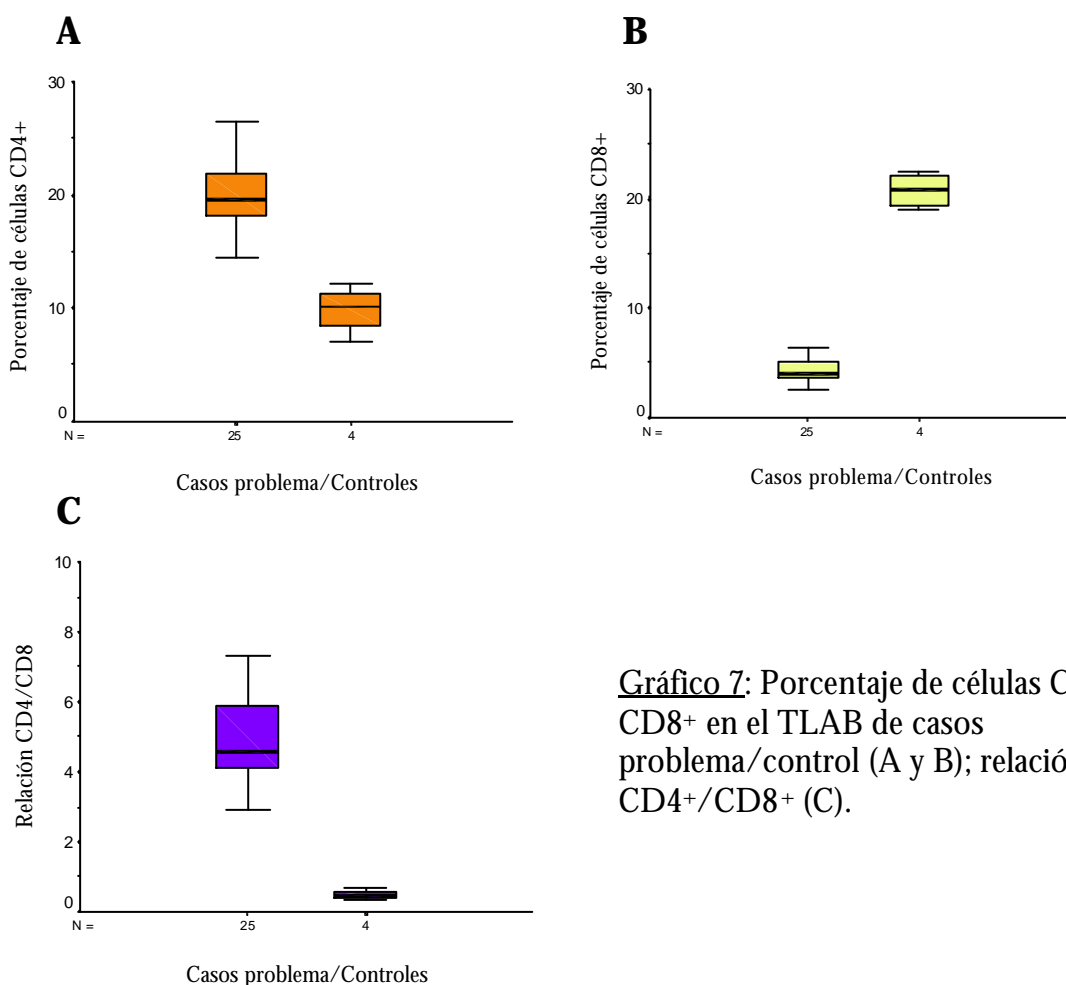 A
30
20
10
0
Porcentaje de células CD4+
N =
25
4
Casos problema/Controles
B
30
20
10
0
Porcentaje de células CD8+
N =
25
4
Casos problema/Controles
C
10
8
6
4
2
0
Relación CD4/CD8
N =
25
4
Casos problema/Controles
Gráfico 7: Porcentaje de células
CD8+ en el TLAB de casos
problema/control (A y B);
CD4+/CD8+ (C).